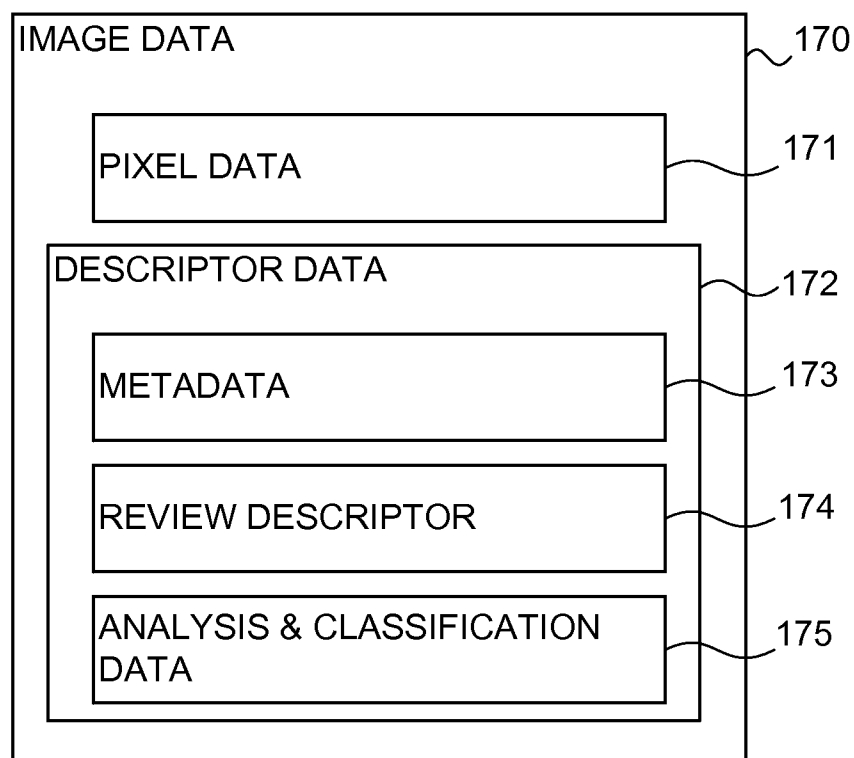 IMAGE DATA
170
PIXEL DATA
171
DESCRIPTOR DATA
172
METADATA
173
REVIEW DESCRIPTOR
174
ANALYSIS & CLASSIFICATION
DATA
175